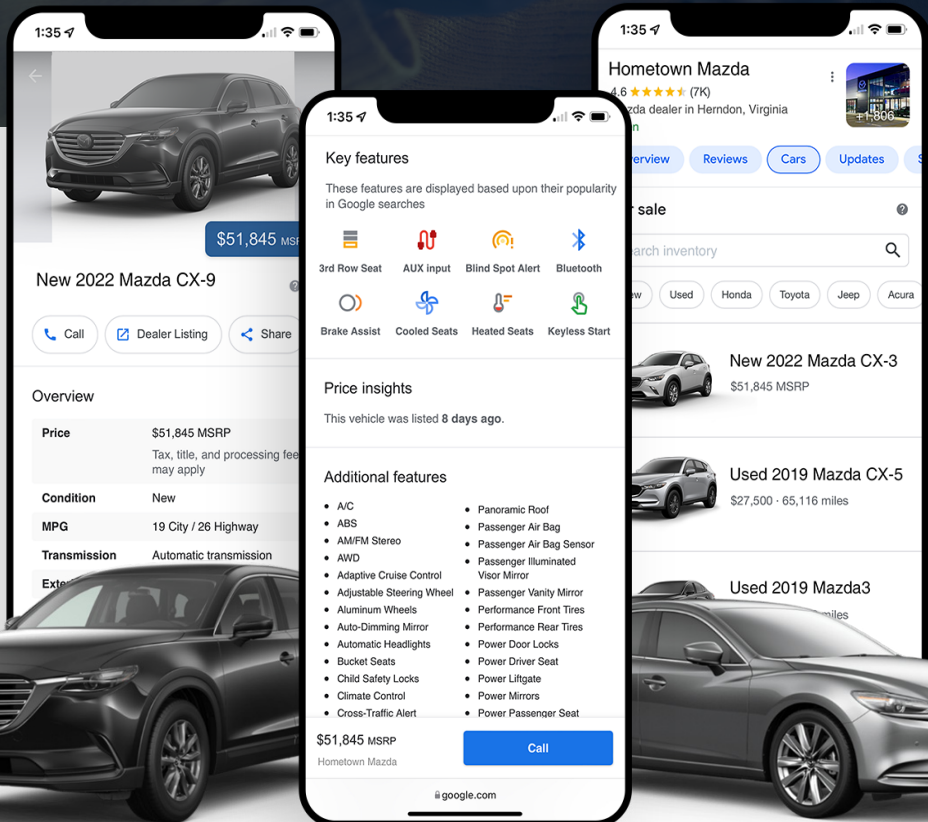 1:35
$51,845 MSR
New 2022 Mazda CX-9
Call
Dealer Listing
Share
Overview
Price
$51,845 MSRP
Tax, title, and processing fee
may apply
Condition
New
MPG
19 City / 26 Highway
Transmission
Automatic transmission
1:35
Key features
These features are displayed based upon their popularity
in Google searches
3rd Row Seat
AUX input
Blind Spot Alert
Bluetooth
Brake Assist
Cooled Seats
Heated Seats
Keyless Start
Price insights
This vehicle was listed 8 days ago.
Additional features
A/C
ABS
AM/FM Stereo
AWD
Adaptive Cruise Control
Adjustable Steering Wheel
Aluminum Wheels
Auto-Dimming Mirror
Automatic Headlights
Bucket Seats
Child Safety Locks
Climate Control
Cross-Traffic Alert
Panoramic Roof
Passenger Air Bag
Passenger Air Bag Sensor
Passenger Illuminated
Visor Mirror
Passenger Vanity Mirror
Performance Front Tires
Performance Rear Tires
Power Door Locks
Power Driver Seat
Power Liftgate
Power Mirrors
Power Passenger Seat
$51,845 MSRP
Hometown Mazda
Call
google.com
1:35
Hometown Mazda
4.6 (7K)
zda dealer in Herndon, Virginia
n
+1,806
erview
Reviews
Cars
Updates
r sale
arch inventory
ew
Used
Honda
Toyota
Jeep
Acura
New 2022 Mazda CX-3
$51,845 MSRP
Used 2019 Mazda CX-5
$27,500 · 65,116 miles
Used 2019 Mazda3
miles